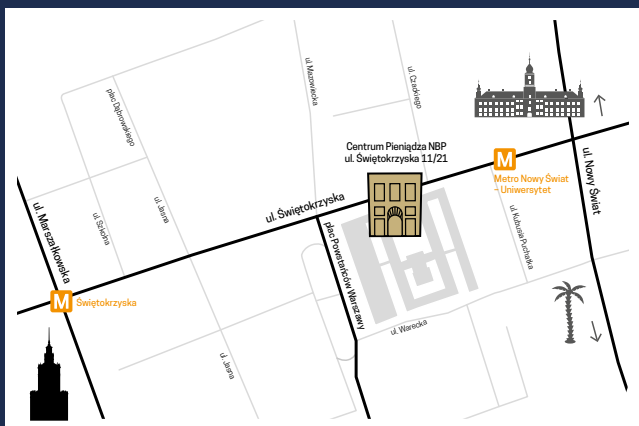 plac Dąbrowskiego
ul. Mazowiecka
ul. Czackiego
Centrum Pieniądza NBP
ul. Świętokrzyska 11/21
M
Metro Nowy Świat
– Uniwersytet
ul. Nowy Świat
ul. Marszałkowska
ul. Szkolna
ul. Jasna
ul. Świętokrzyska
plac Powstańców Warszawy
ul. Kubusia Puchatka
M
Świętokrzyska
ul. Warecka
ul. Jasna